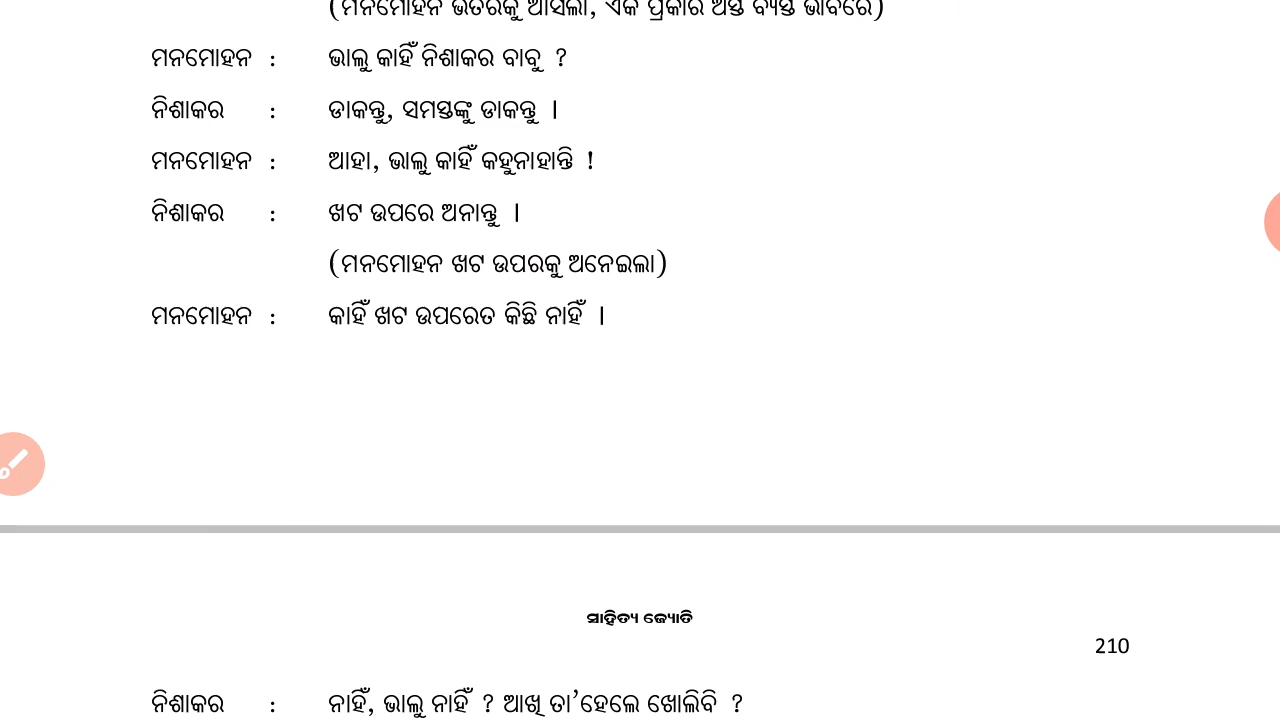 (ମନମୋହନ ଭିତରକୁ ଆସିଲା, ଏକ ପ୍ରକାର ଅସ୍ତ ବ୍ୟସ୍ତ ଭାବରେ)
ମନମୋହନ : ଭାଲୁ କାହିଁ ନିଶାକର ବାବୁ ?
ନିଶାକର : ଡାକନ୍ତୁ, ସମସ୍ତଙ୍କୁ ଡାକନ୍ତୁ ।
ମନମୋହନ : ଆହା, ଭାଲୁ କାହିଁ କହୁନାହାନ୍ତି !
ନିଶାକର : ଖଟ ଉପରେ ଅନାନ୍ତୁ ।
(ମନମୋହନ ଖଟ ଉପରକୁ ଅନେଇଲା)
ମନମୋହନ : କାହିଁ ଖଟ ଉପରେତ କିଛି ନାହିଁ ।
ସାହିତ୍ୟ ଜ୍ୟୋତି
210
ନିଶାକର : ନାହିଁ, ଭାଲୁ ନାହିଁ ? ଆଖି ତା’ହେଲେ ଖୋଲିବି ?